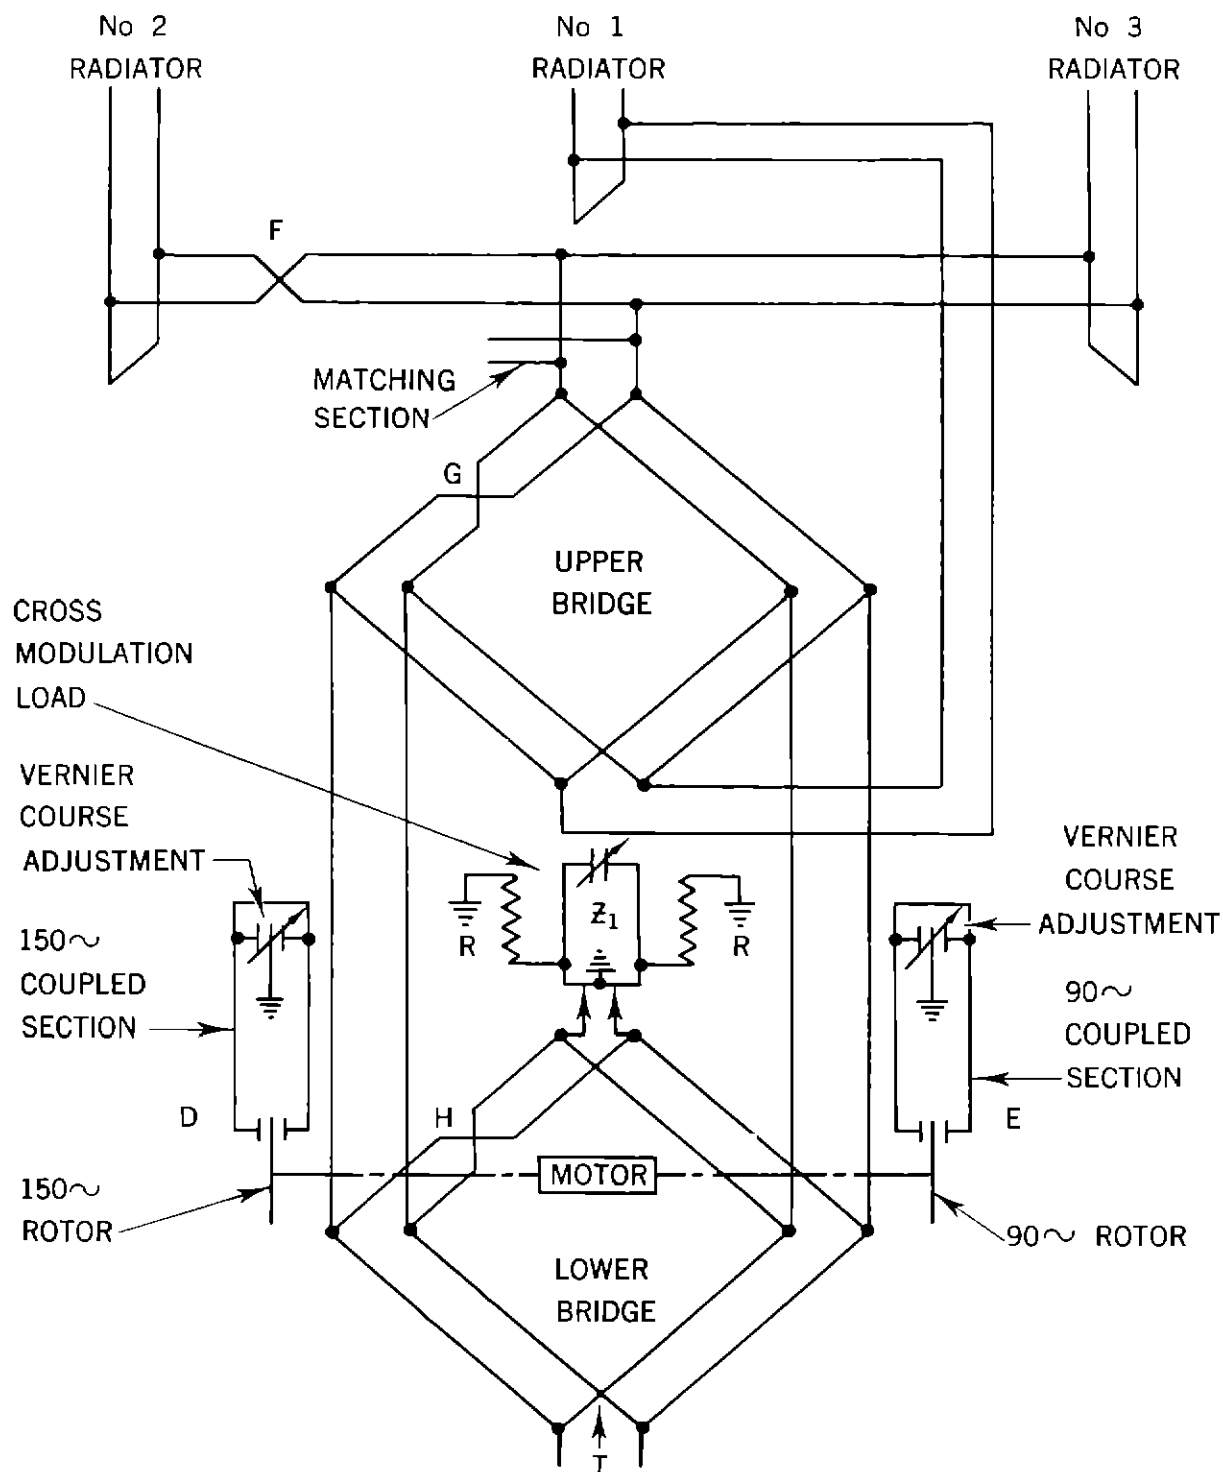 No 2
RADIATOR
No 1
RADIATOR
No 3
RADIATOR
F
MATCHING
SECTION
G
UPPER
BRIDGE
CROSS
MODULATION
LOAD
VERNIER
COURSE
ADJUSTMENT
150~
COUPLED
SECTION
R
Z1
R
VERNIER
COURSE
ADJUSTMENT
90~
COUPLED
SECTION
D
H
E
MOTOR
150~
ROTOR
90~ ROTOR
LOWER
BRIDGE
T